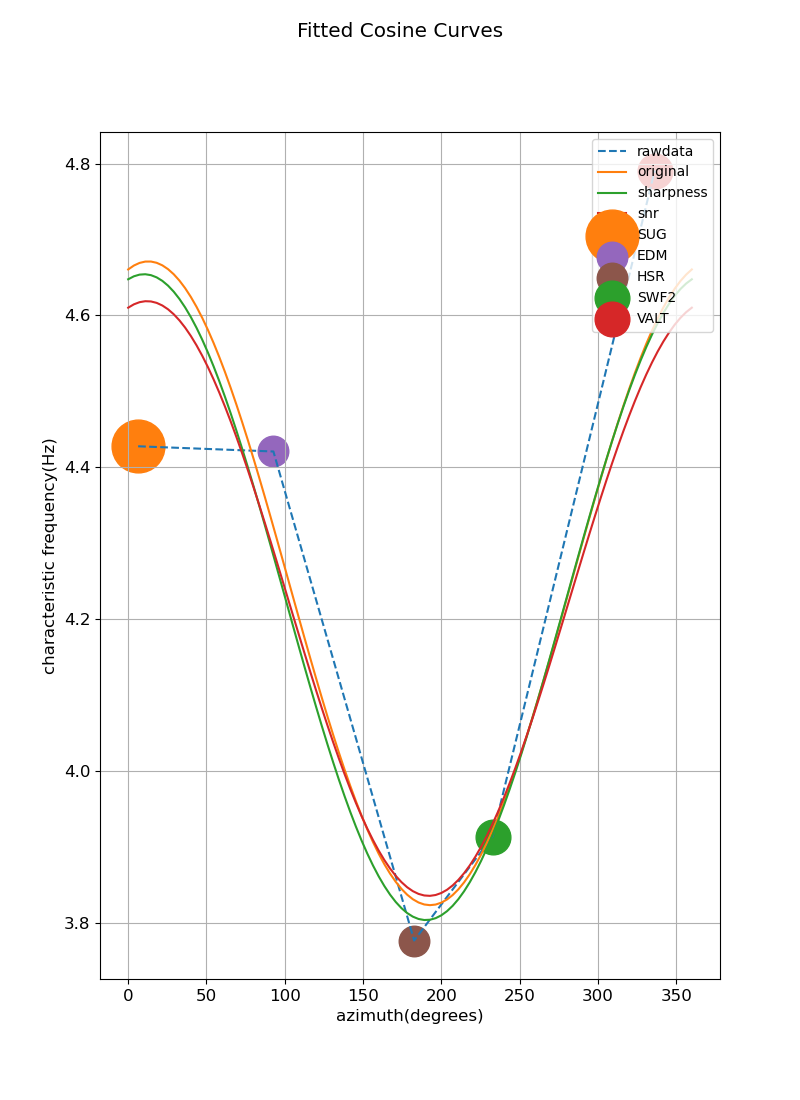 Fitted Cosine Curves
4.8
4.6
4.4
4.2
4.0
3.8
characteristic frequency(Hz)
rawdata
original
sharpness
snr
SUG
EDM
HSR
SWF2
VALT
0 50 100 150 200 250 300 350
azimuth(degrees)